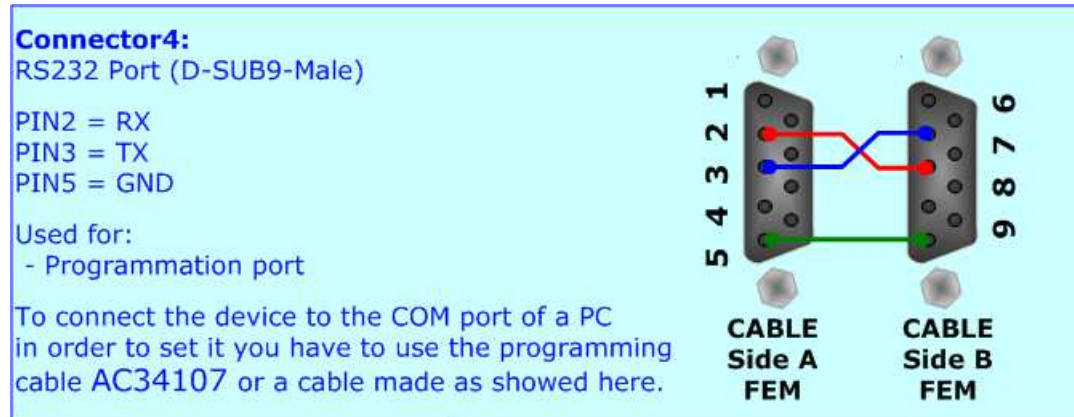 Connector4:
RS232 Port (D-SUB9-Male)
PIN2 = RX
PIN3 = TX
PIN5 = GND
Used for:
- Programmation port
To connect the device to the COM port of a PC
in order to set it you have to use the programming
cable AC34107 or a cable made as showed here.
1
2
3
4
5
6
7
8
9
CABLE
Side A
FEM
CABLE
Side B
FEM